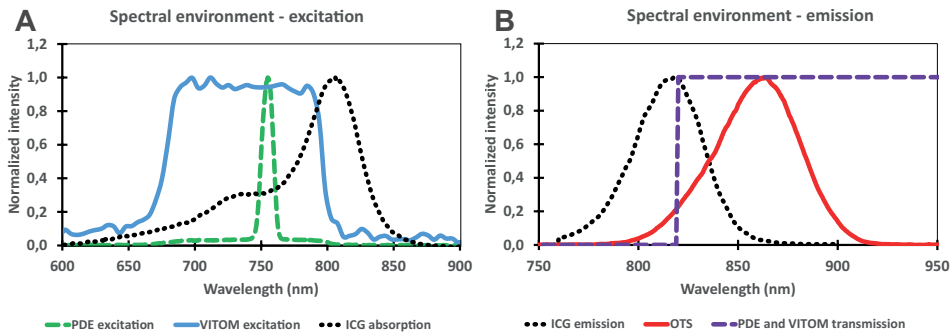 A
Spectral environment - excitation
Normalized intensity
1,2
1,0
0,8
0,6
0,4
0,2
0,0
600
650
700
750
800
850
900
Wavelength (nm)
PDE excitation
VITOM excitation
ICG absorption
B
Spectral environment - emission
Normalized intensity
1,2
1,0
0,8
0,6
0,4
0,2
0,0
750
800
850
900
950
Wavelength (nm)
ICG emission
OTS
PDE and VITOM transmission